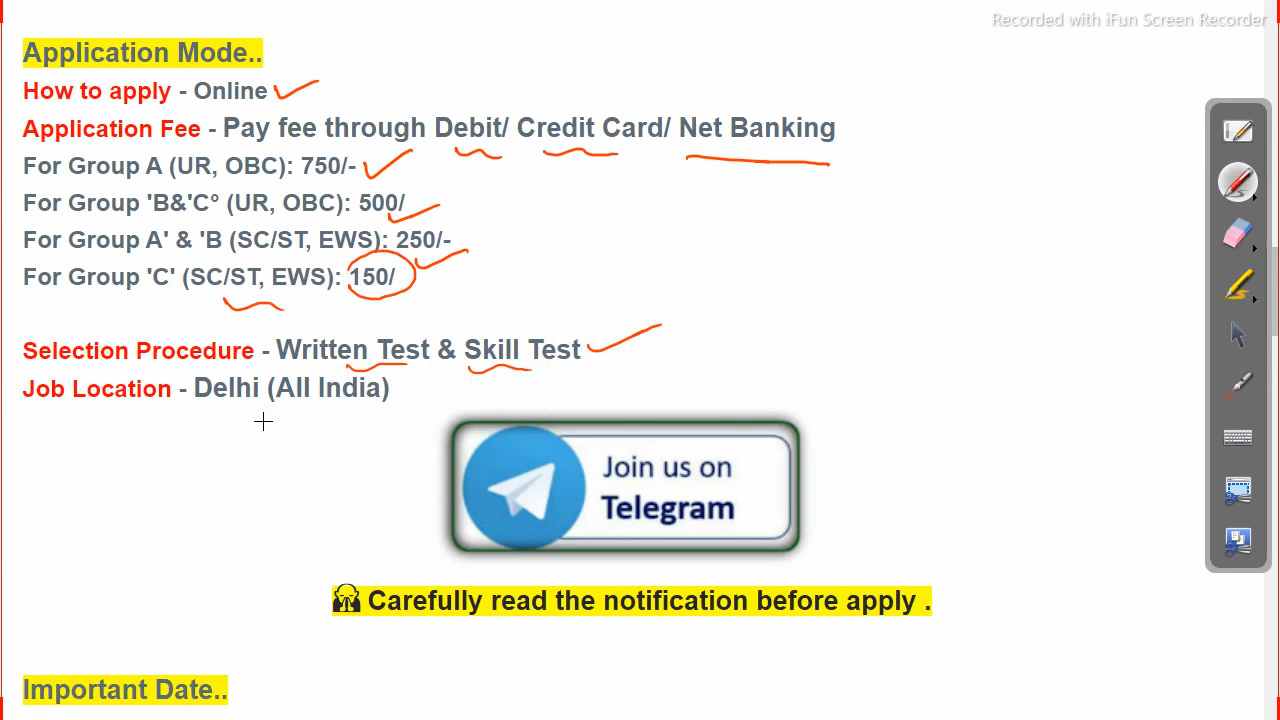 Recorded with iFun Screen Recorder
Application Mode..
How to apply - Online
Application Fee - Pay fee through Debit/ Credit Card/ Net Banking
For Group A (UR, OBC): 750/-
For Group 'B&'C° (UR, OBC): 500/
For Group A' & 'B (SC/ST, EWS): 250/-
For Group 'C' (SC/ST, EWS): 150/
Selection Procedure - Written Test & Skill Test
Job Location - Delhi (All India)
Join us on
Telegram
Carefully read the notification before apply .
Important Date..